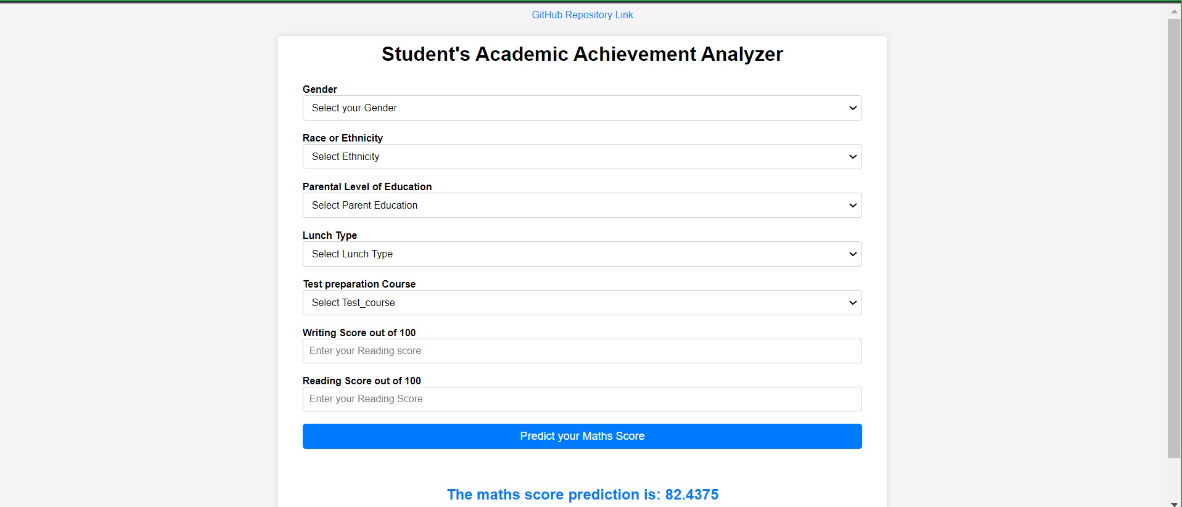 GitHub Repository Link
Student's Academic Achievement Analyzer
Gender
Select your Gender
Race or Ethnicity
Select Ethnicity
Parental Level of Education
Select Parent Education
Lunch Type
Select Lunch Type
Test preparation Course
Select Test_course
Writing Score out of 100
Enter your Reading score
Reading Score out of 100
Enter your Reading Score
Predict your Maths Score
The maths score prediction is: 82.4375